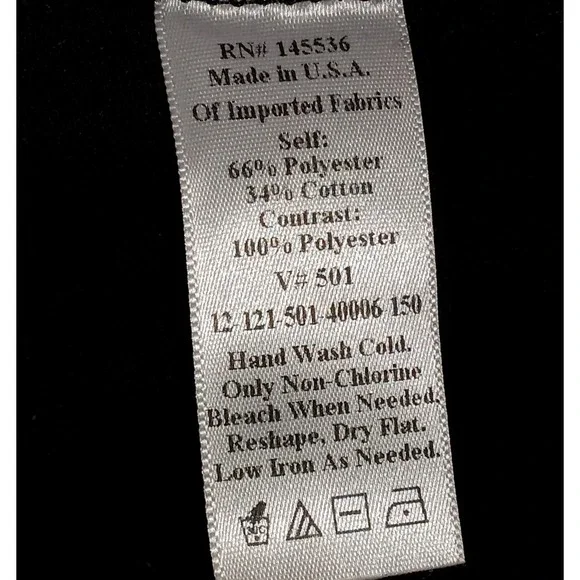 RN# 145536
Made in U.S.A.
Of Imported Fabrics
Self:
66% Polyester
34% Cotton
Contrast:
100% Polyester
V# 501
12-121-501-40006-150
Hand Wash Cold.
Only Non-Chlorine
Bleach When Needed.
Reshape, Dry Flat.
Low Iron As Needed.